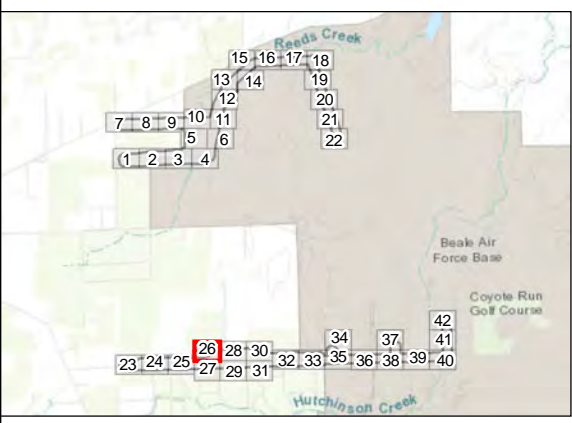 Reeds Creek
15 16 17 18
13 14 19
12 20
7 8 9 10 11 21
5 6 22
1 2 3 4
Beale Air
Force Base
Coyote Run
Golf Course
42
34 37 41
26 28 30 35
23 24 25 27 29 31 32 33 36 38 39 40
Hutchinson Creek